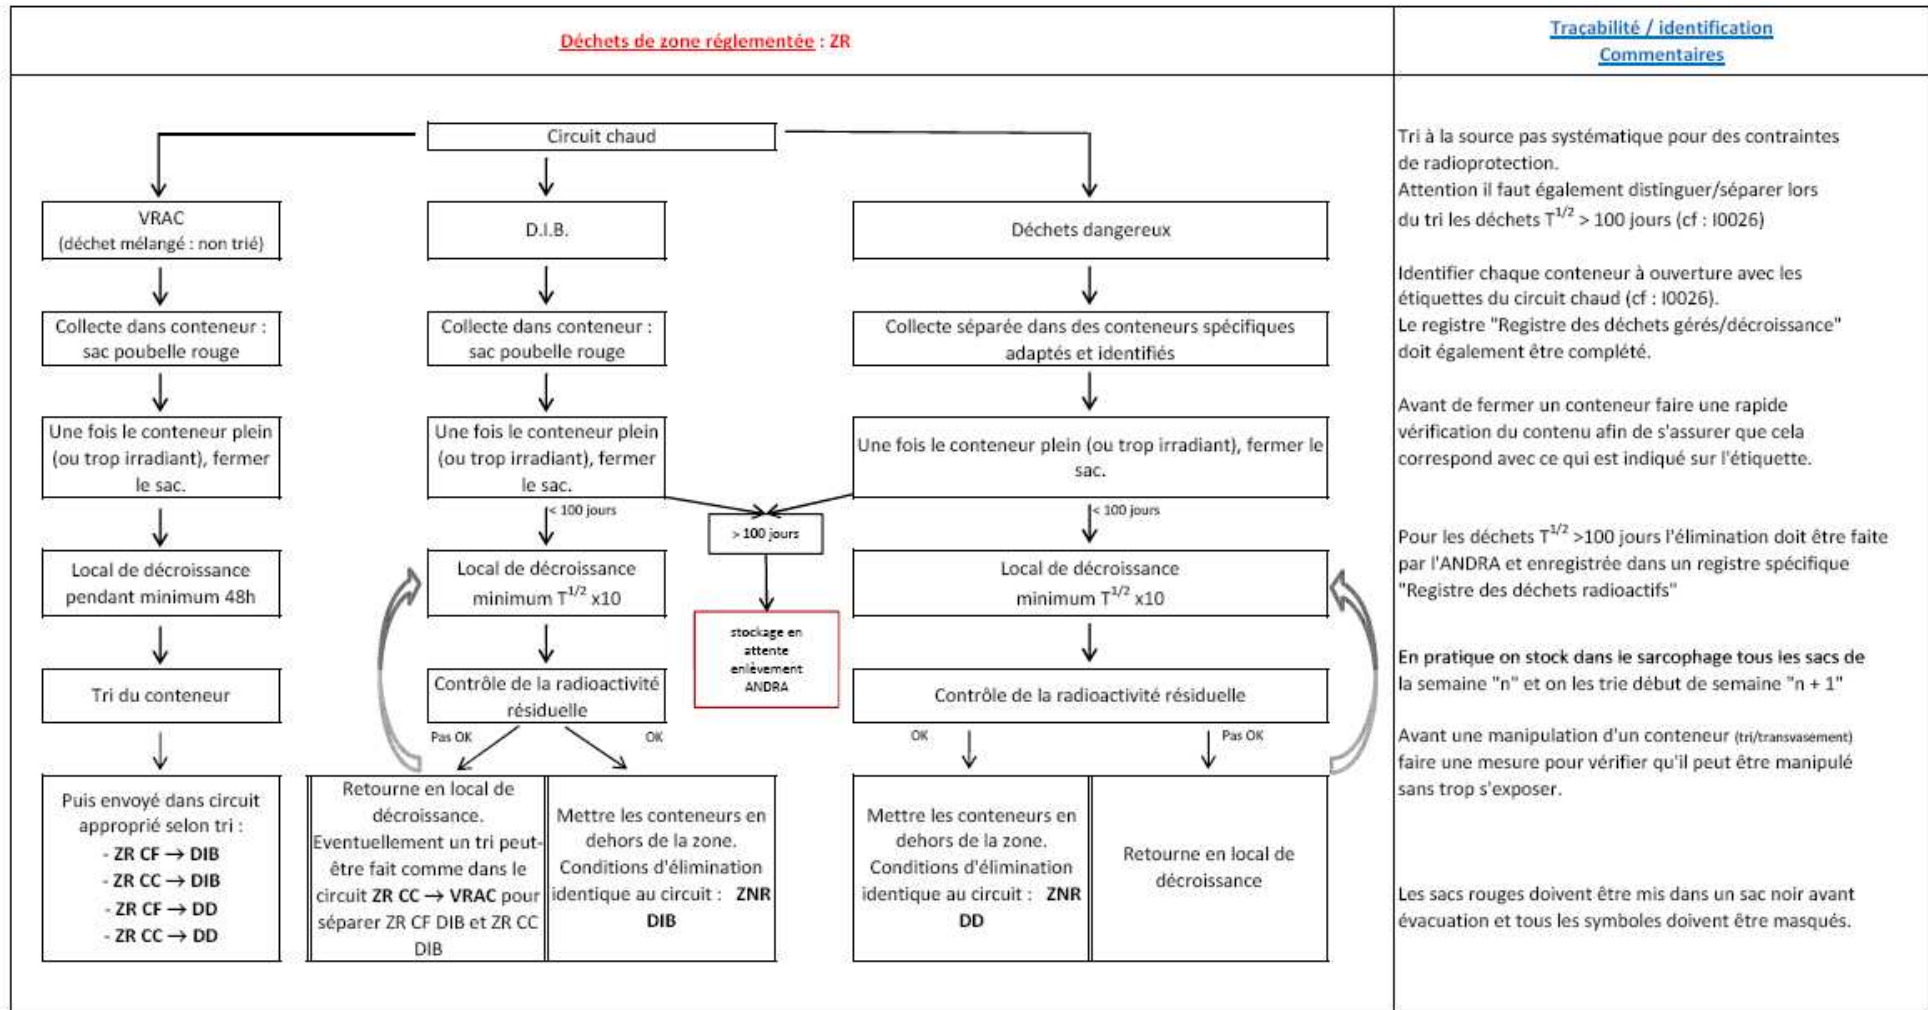 Déchets de zone réglementée : ZR
Traçabilité / identification
Commentaires
Circuit chaud
VRAC
(déchet mélangé : non trié)
D.I.B.
Déchets dangereux
Collecte dans conteneur :
sac poubelle rouge
Collecte dans conteneur :
sac poubelle rouge
Collecte séparée dans des conteneurs spécifiques
adaptés et identifiés
Une fois le conteneur plein
(ou trop irradiant), fermer
le sac.
Une fois le conteneur plein
(ou trop irradiant), fermer
le sac.
Une fois le conteneur plein (ou trop irradiant), fermer le
sac.
< 100 jours
> 100 jours
< 100 jours
Local de décroissance
pendant minimum 48h
Local de décroissance
minimum T^1/2 x10
stockage en
attente
enlèvement
ANDRA
Local de décroissance
minimum T^1/2 x10
Tri du conteneur
Contrôle de la radioactivité
résiduelle
Contrôle de la radioactivité résiduelle
Pas OK
OK
OK
Pas OK
Puis envoyé dans circuit
approprié selon tri :
- ZR CF → DIB
- ZR CC → DIB
- ZR CF → DD
- ZR CC → DD
Retourne en local de
décroissance.
Eventuellement un tri peut-
être fait comme dans le
circuit ZR CC → VRAC pour
séparer ZR CF DIB et ZR CC
DIB
Mettre les conteneurs en
dehors de la zone.
Conditions d'élimination
identique au circuit : ZNR
DIB
Mettre les conteneurs en
dehors de la zone.
Conditions d'élimination
identique au circuit : ZNR
DD
Retourne en local de
décroissance
Tri à la source pas systématique pour des contraintes
de radioprotection.
Attention il faut également distinguer/séparer lors
du tri les déchets T^1/2 > 100 jours (cf : I0026)
Identifier chaque conteneur à ouverture avec les
étiquettes du circuit chaud (cf : I0026).
Le registre "Registre des déchets gérés/décroissance"
doit également être complété.
Avant de fermer un conteneur faire une rapide
vérification du contenu afin de s'assurer que cela
correspond avec ce qui est indiqué sur l'étiquette.
Pour les déchets T^1/2 >100 jours l'élimination doit être faite
par l'ANDRA et enregistrée dans un registre spécifique
"Registre des déchets radioactifs"
En pratique on stock dans le sarcophage tous les sacs de
la semaine "n" et on les trie début de semaine "n + 1"
Avant une manipulation d'un conteneur (tri/transvasement)
faire une mesure pour vérifier qu'il peut être manipulé
sans trop s'exposer.
Les sacs rouges doivent être mis dans un sac noir avant
évacuation et tous les symboles doivent être masqués.